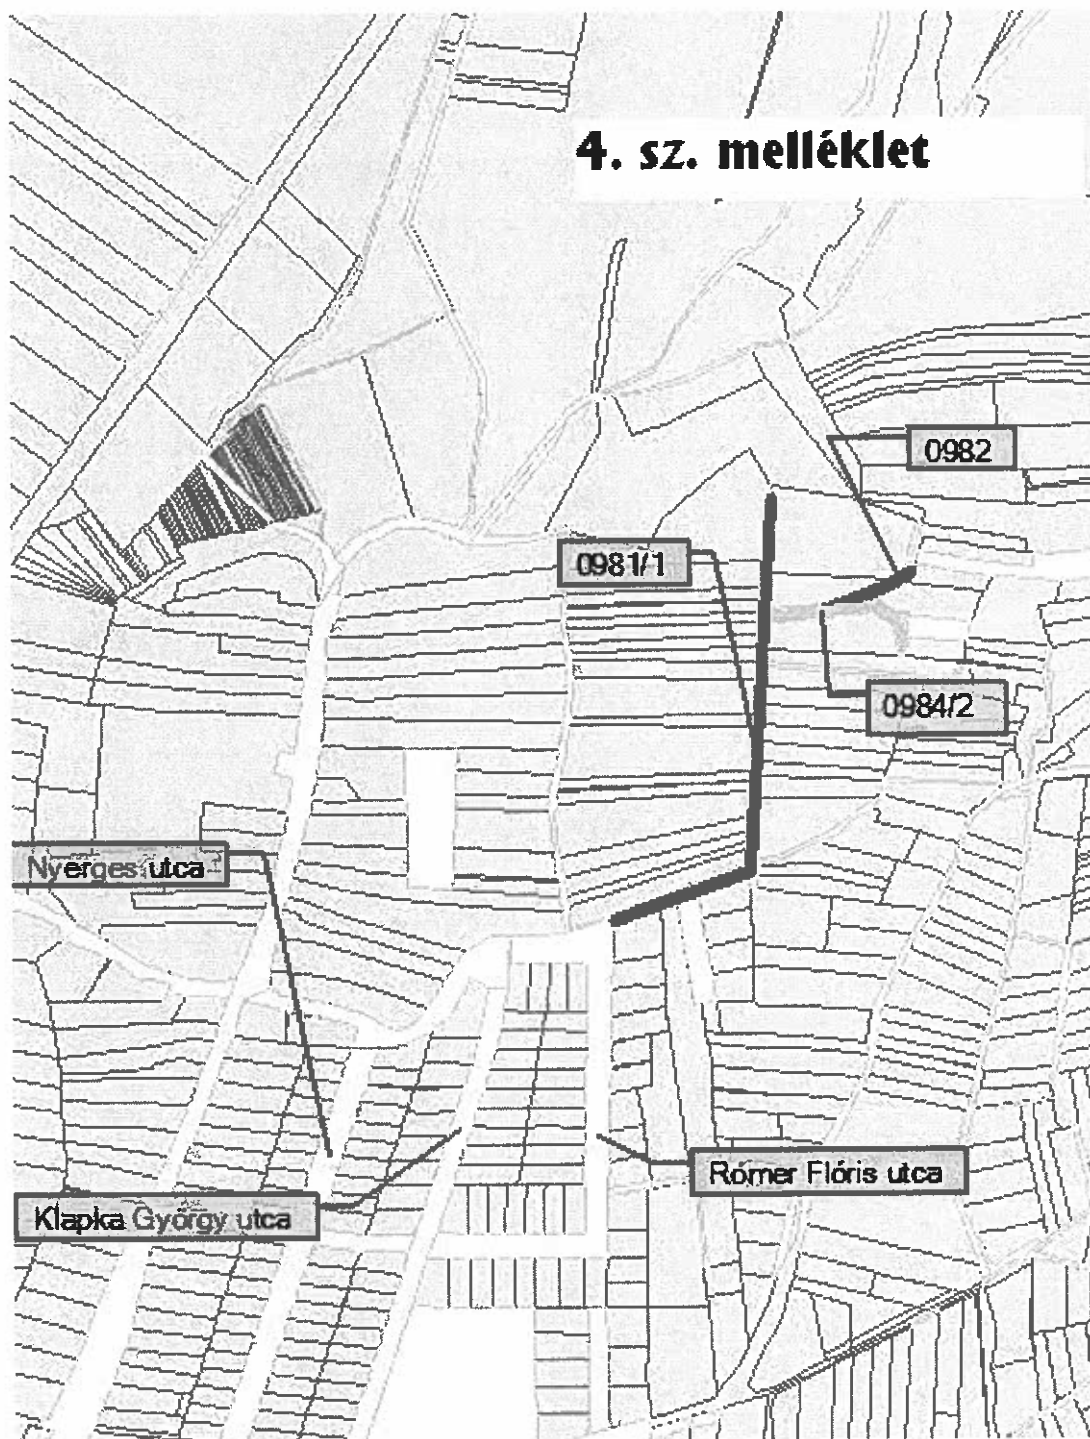 4. sz. melléklet
0982
0981/1
0984/2
Nyerges utca
Rómer Flóris utca
Klapka György utca